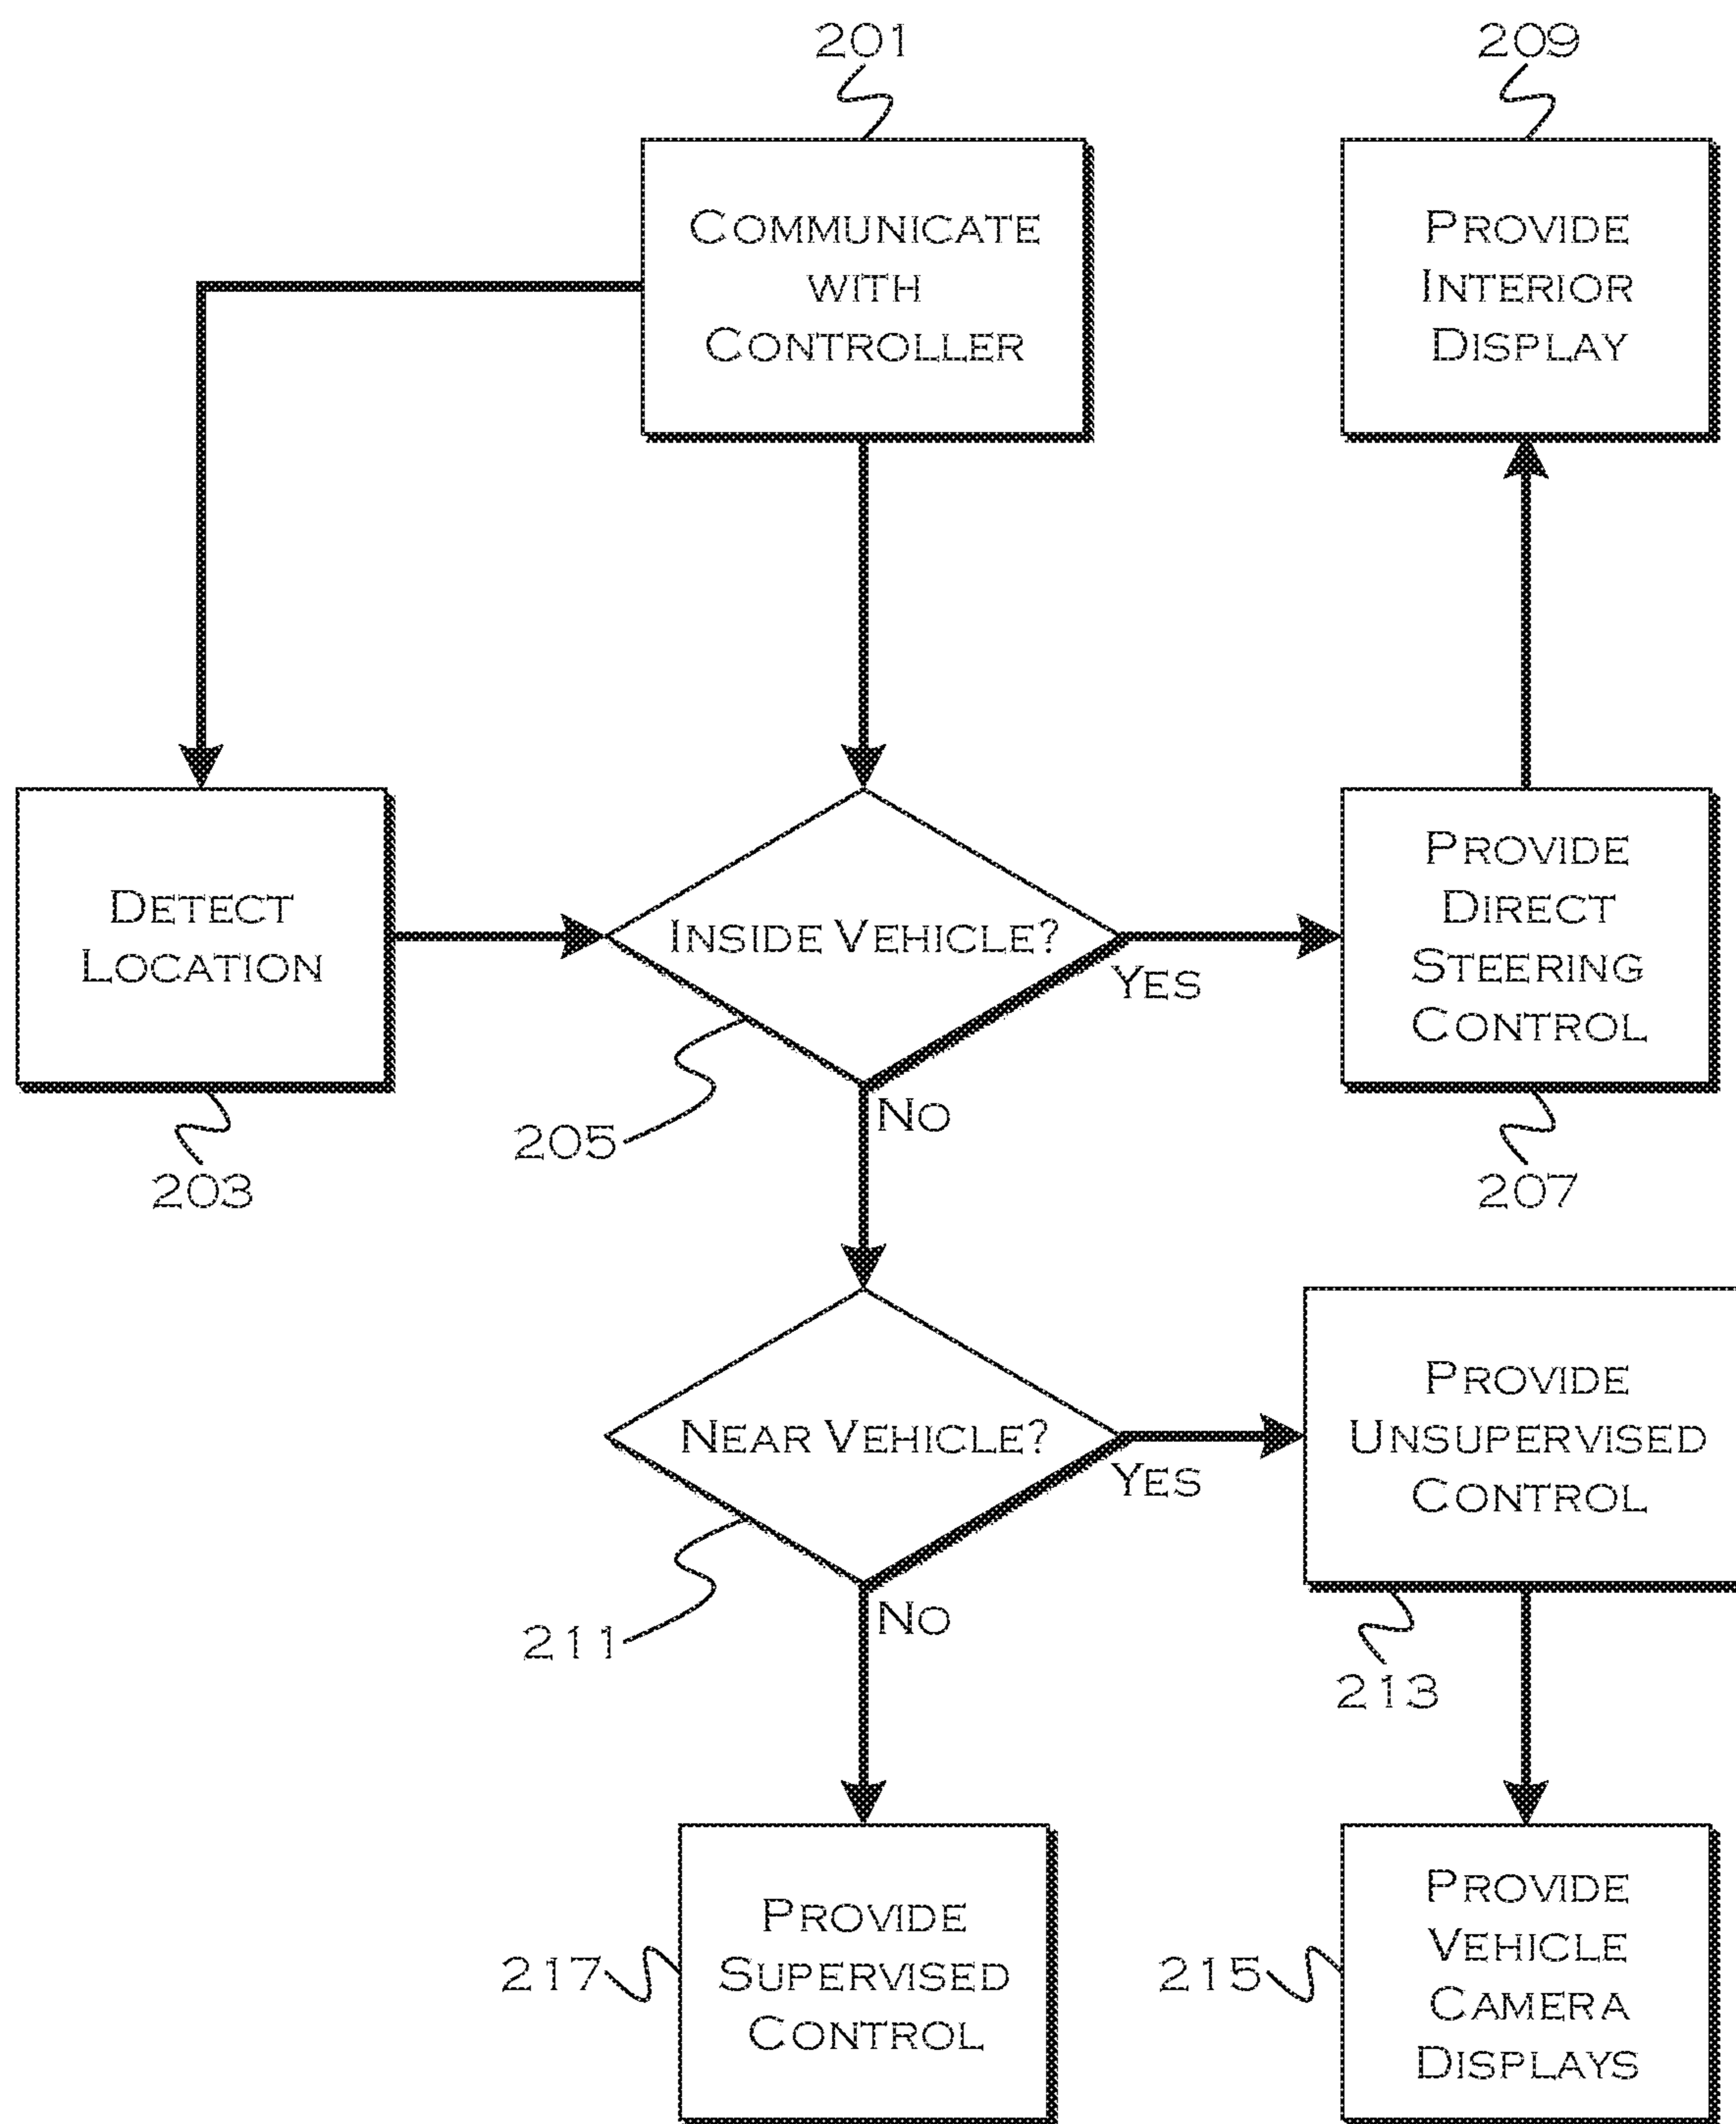 201
209
COMMUNICATE
WITH
CONTROLLER
PROVIDE
INTERIOR
DISPLAY
DETECT
LOCATION
INSIDE VEHICLE?
YES
NO
PROVIDE
DIRECT
STEERING
CONTROL
203
205
207
NEAR VEHICLE?
YES
NO
PROVIDE
UNSUPERVISED
CONTROL
211
213
217
PROVIDE
SUPERVISED
CONTROL
215
PROVIDE
VEHICLE
CAMERA
DISPLAYS